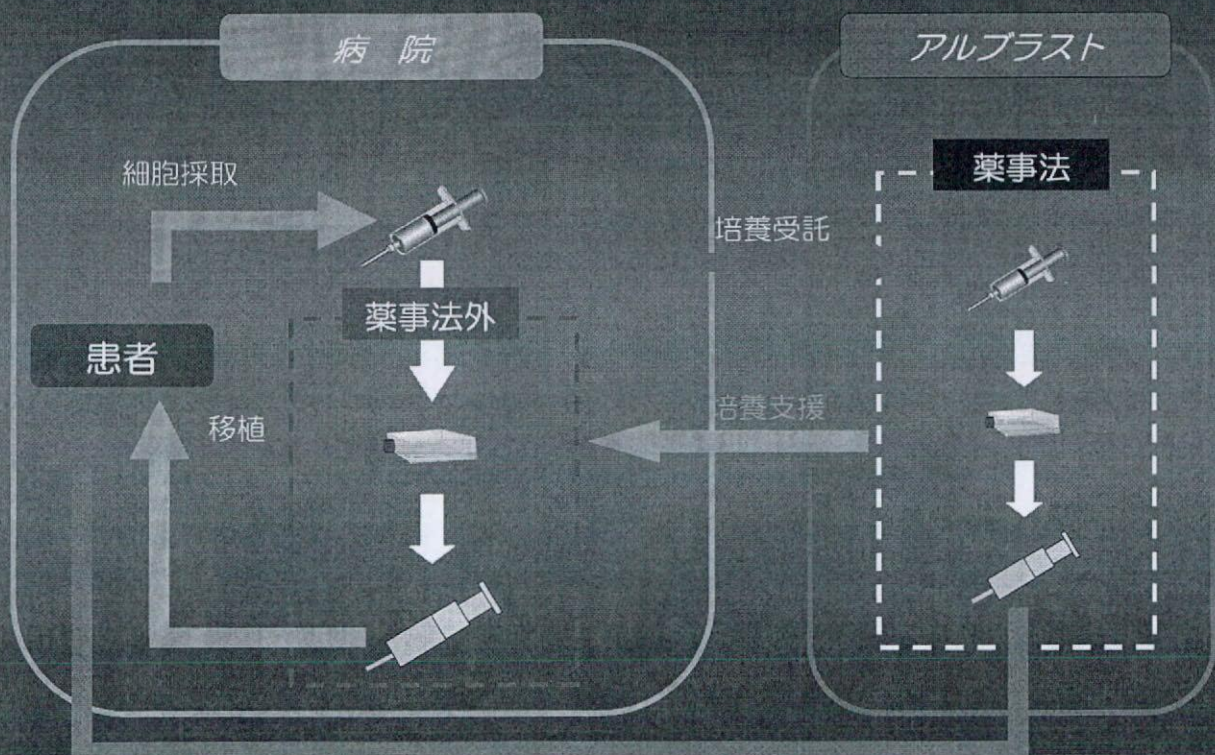 病 院
アルブラスト
薬事法
細胞採取
培養受託
薬事法外
患者
培養支援
移植